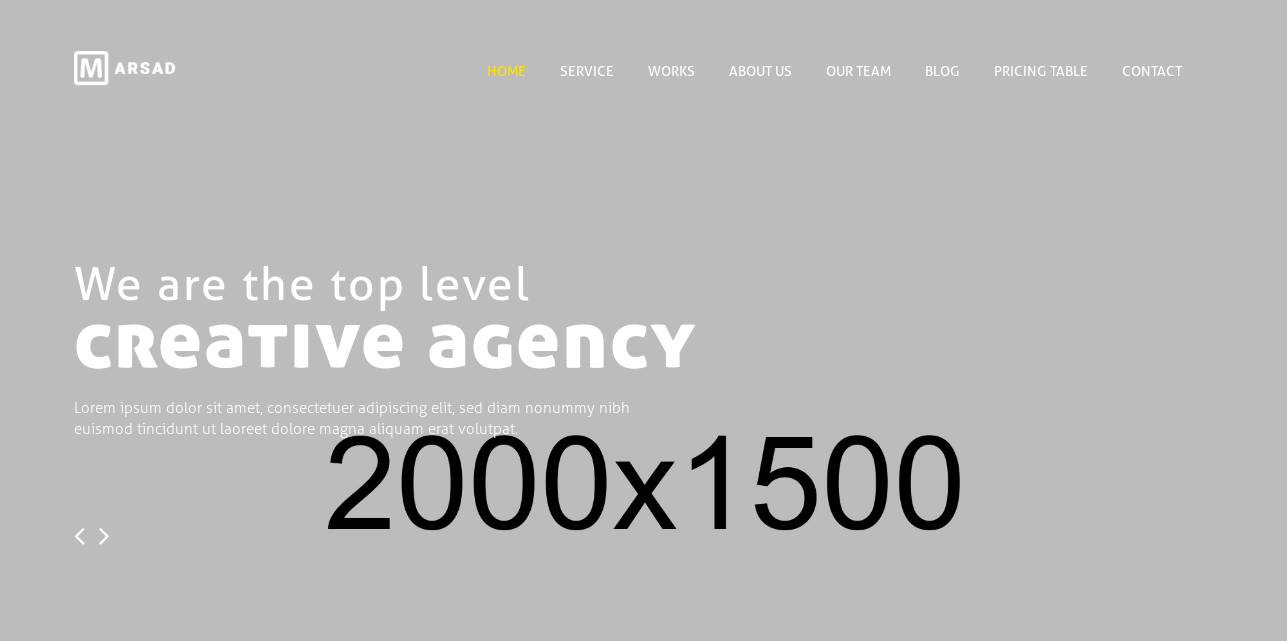 M ARSAD
HOME SERVICE WORKS ABOUT US OUR TEAM BLOG PRICING TABLE CONTACT
We are the top level
creative agency
Lorem ipsum dolor sit amet, consectetuer adipiscing elit, sed diam nonummy nibh
euismod tincidunt ut laoreet dolore magna aliquam erat volutpat.
2000x1500